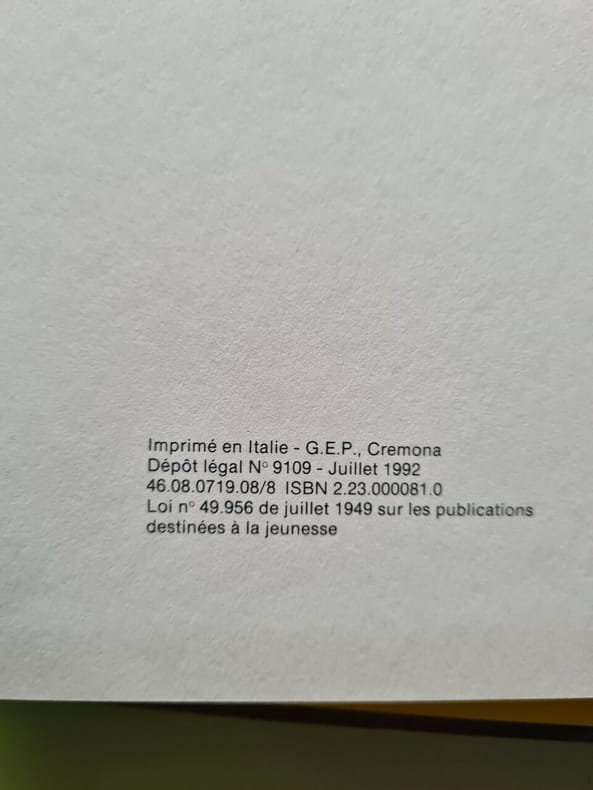 Imprimé en Italie - G.E.P., Cremona
Dépôt légal N° 9109 - Juillet 1992
46.08.0719.08/8 ISBN 2.23.000081.0
Loi n° 49.956 de juillet 1949 sur les publications
destinées à la jeunesse